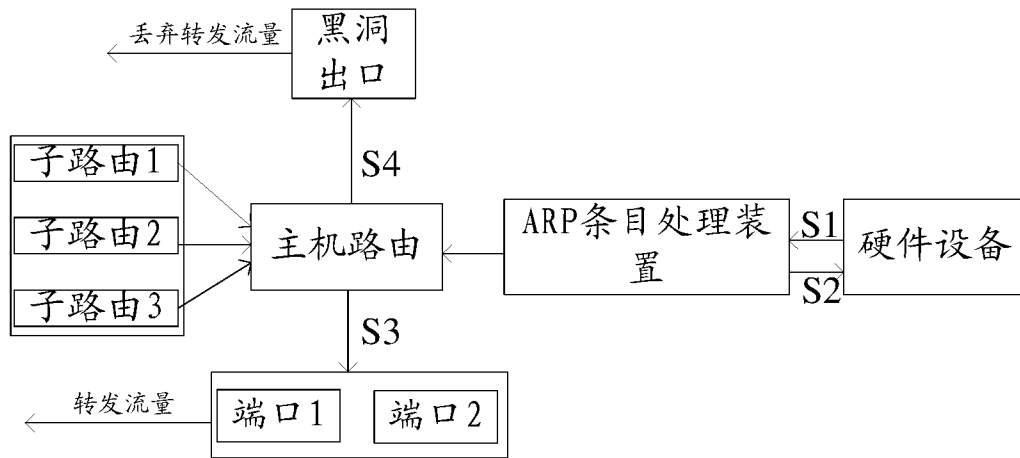 黑洞
出口
丢弃转发流量
子路由1
子路由2
子路由3
S4
主机路由
ARP条目处理装
置
S1
S2
硬件设备
S3
转发流量
端口1
端口2